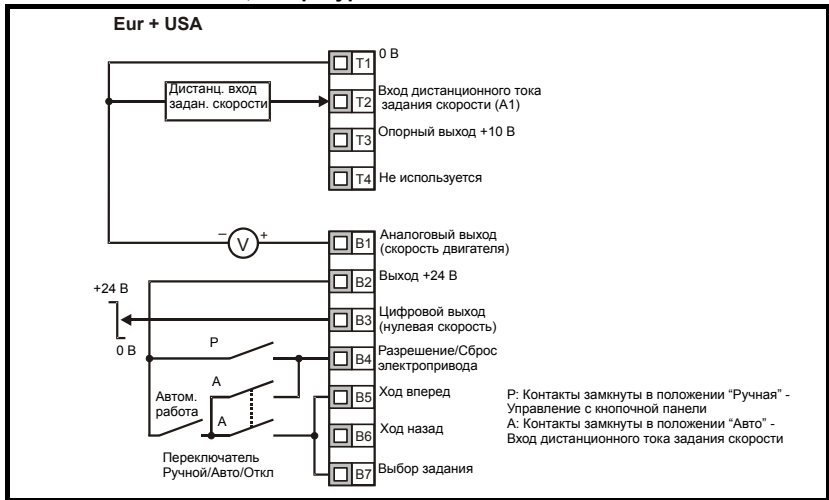 Eur + USA
T1
0 В
Дистанц. вход
задан. скорости
T2
Вход дистанционного тока
задания скорости (А1)
T3
Опорный выход +10 В
T4
Не используется
– V +
B1
Аналоговый выход
(скорость двигателя)
B2
Выход +24 В
+24 В
0 В
B3
Цифровой выход
(нулевая скорость)
P
B4
Разрешение/Сброс
электропривода
A
Автом.
работа
A
B5
Ход вперед
B6
Ход назад
B7
Выбор задания
Переключатель
Ручной/Авто/Откл
Р: Контакты замкнуты в положении “Ручная” -
Управление с кнопочной панели
А: Контакты замкнуты в положении “Авто” -
Вход дистанционного тока задания скорости